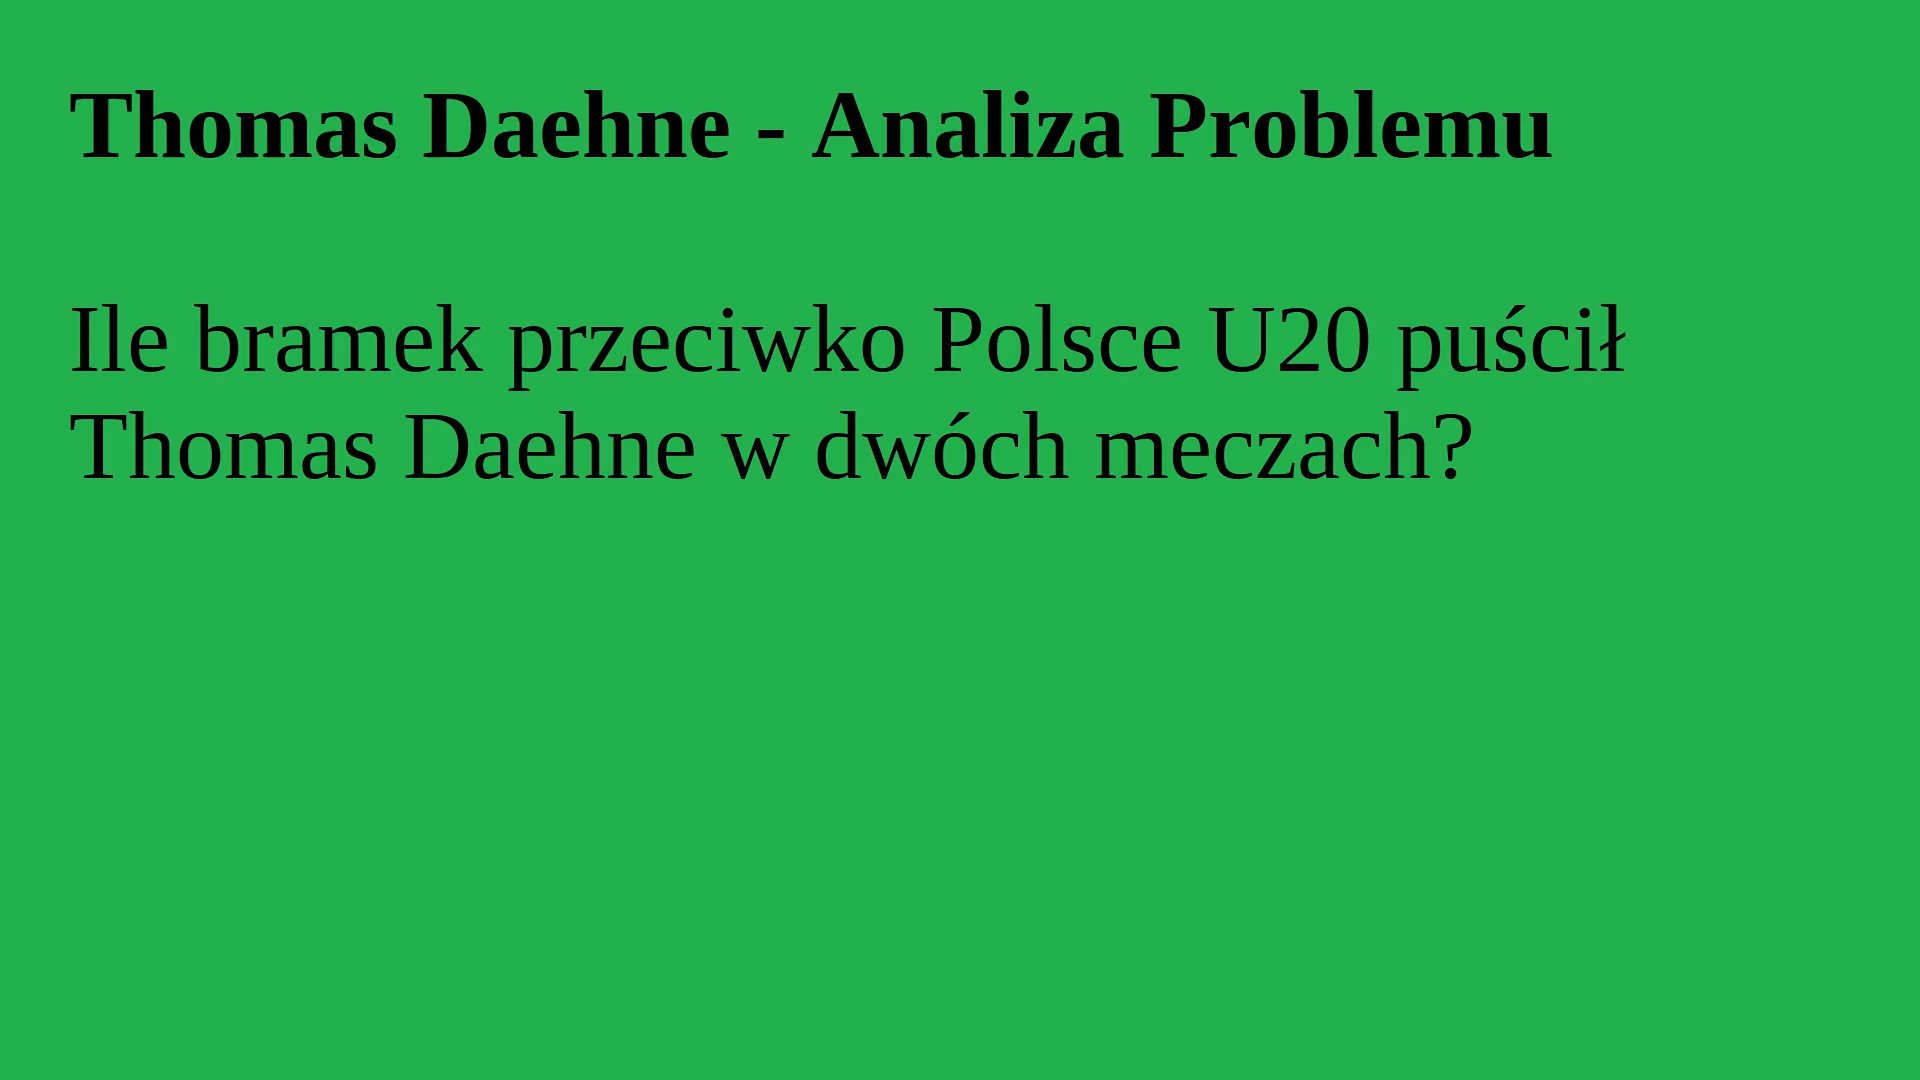 Thomas Daehne - Analiza Problemu
Ile bramek przeciwko Polsce U20 puścił
Thomas Daehne w dwóch meczach?